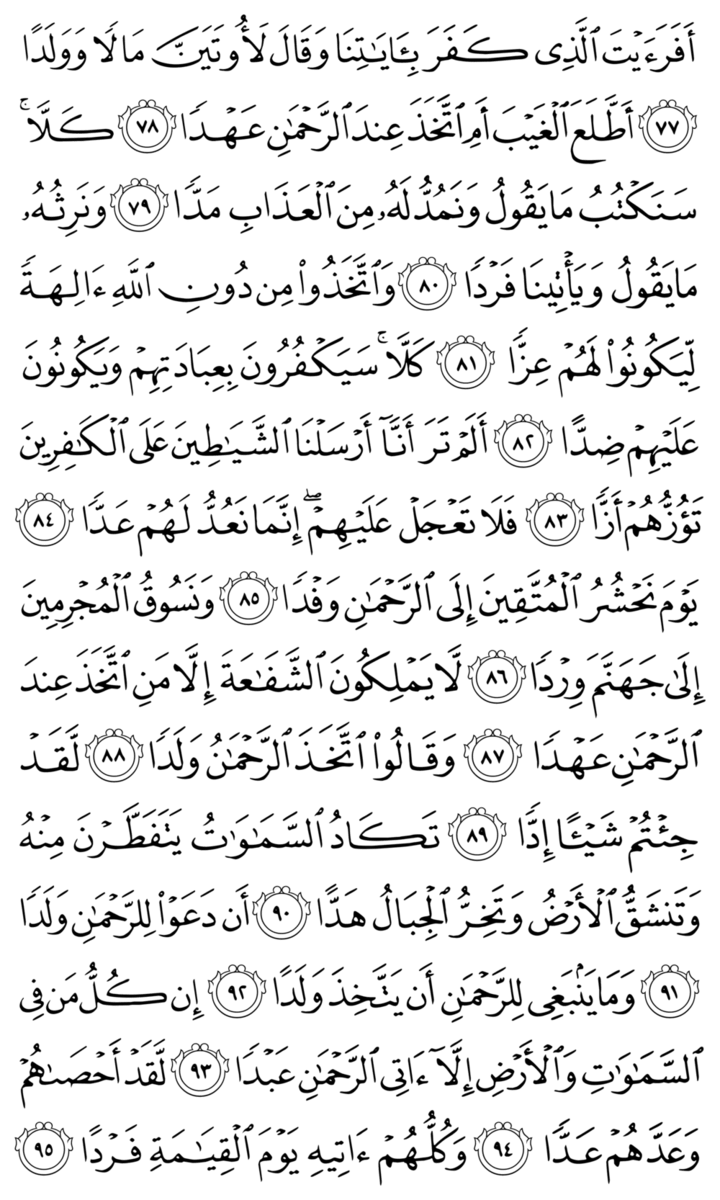 أَفَرَءَيۡتَ ٱلَّذِي كَفَرَ بِـَٔايَٰتِنَا وَقَالَ لَأُوتَيَنَّ مَالٗا وَوَلَدًا
٧٧ أَطَّلَعَ ٱلۡغَيۡبَ أَمِ ٱتَّخَذَ عِندَ ٱلرَّحۡمَٰنِ عَهۡدٗا ٧٨ كَلَّاۚ
سَنَكۡتُبُ مَا يَقُولُ وَنَمُدُّ لَهُۥ مِنَ ٱلۡعَذَابِ مَدّٗا ٧٩ وَنَرِثُهُۥ
مَا يَقُولُ وَيَأۡتِينَا فَرۡدٗا ٨٠ وَٱتَّخَذُواْ مِن دُونِ ٱللَّهِ ءَالِهَةٗ
لِّيَكُونُواْ لَهُمۡ عِزّٗا ٨١ كَلَّاۚ سَيَكۡفُرُونَ بِعِبَادَتِهِمۡ وَيَكُونُونَ
عَلَيۡهِمۡ ضِدًّا ٨٢ أَلَمۡ تَرَ أَنَّآ أَرۡسَلۡنَا ٱلشَّيَٰطِينَ عَلَى ٱلۡكَٰفِرِينَ
تَؤُزُّهُمۡ أَزّٗا ٨٣ فَلَا تَعۡجَلۡ عَلَيۡهِمۡۖ إِنَّمَا نَعُدُّ لَهُمۡ عَدّٗا ٨٤
يَوۡمَ نَحۡشُرُ ٱلۡمُتَّقِينَ إِلَى ٱلرَّحۡمَٰنِ وَفۡدٗا ٨٥ وَنَسُوقُ ٱلۡمُجۡرِمِينَ
إِلَىٰ جَهَنَّمَ وِرۡدٗا ٨٦ لَّا يَمۡلِكُونَ ٱلشَّفَٰعَةَ إِلَّا مَنِ ٱتَّخَذَ عِندَ
ٱلرَّحۡمَٰنِ عَهۡدٗا ٨٧ وَقَالُواْ ٱتَّخَذَ ٱلرَّحۡمَٰنُ وَلَدٗا ٨٨ لَّقَدۡ
جِئۡتُمۡ شَيۡـًٔا إِدّٗا ٨٩ تَكَادُ ٱلسَّمَٰوَٰتُ يَتَفَطَّرۡنَ مِنۡهُ
وَتَنشَقُّ ٱلۡأَرۡضُ وَتَخِرُّ ٱلۡجِبَالُ هَدًّا ٩٠ أَن دَعَوۡاْ لِلرَّحۡمَٰنِ وَلَدٗا
٩١ وَمَا يَنۢبَغِي لِلرَّحۡمَٰنِ أَن يَتَّخِذَ وَلَدًا ٩٢ إِن كُلُّ مَن فِي
ٱلسَّمَٰوَٰتِ وَٱلۡأَرۡضِ إِلَّآ ءَاتِي ٱلرَّحۡمَٰنِ عَبۡدٗا ٩٣ لَّقَدۡ أَحۡصَىٰهُمۡ
وَعَدَّهُمۡ عَدّٗا ٩٤ وَكُلُّهُمۡ ءَاتِيهِ يَوۡمَ ٱلۡقِيَٰمَةِ فَرۡدًا ٩٥